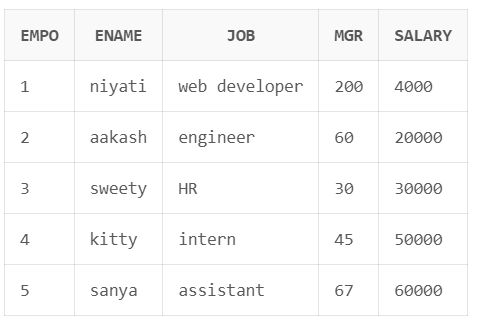 EMPO ENAME JOB MGR SALARY
1 niyati web developer 200 4000
2 aakash engineer 60 20000
3 sweety HR 30 30000
4 kitty intern 45 50000
5 sanya assistant 67 60000